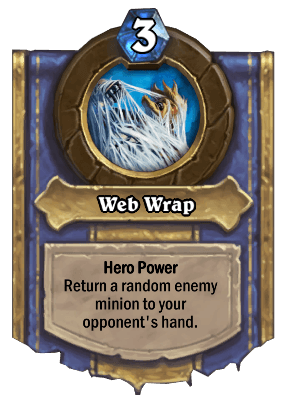 3
Web Wrap
Hero Power
Return a random enemy
minion to your
opponent's hand.